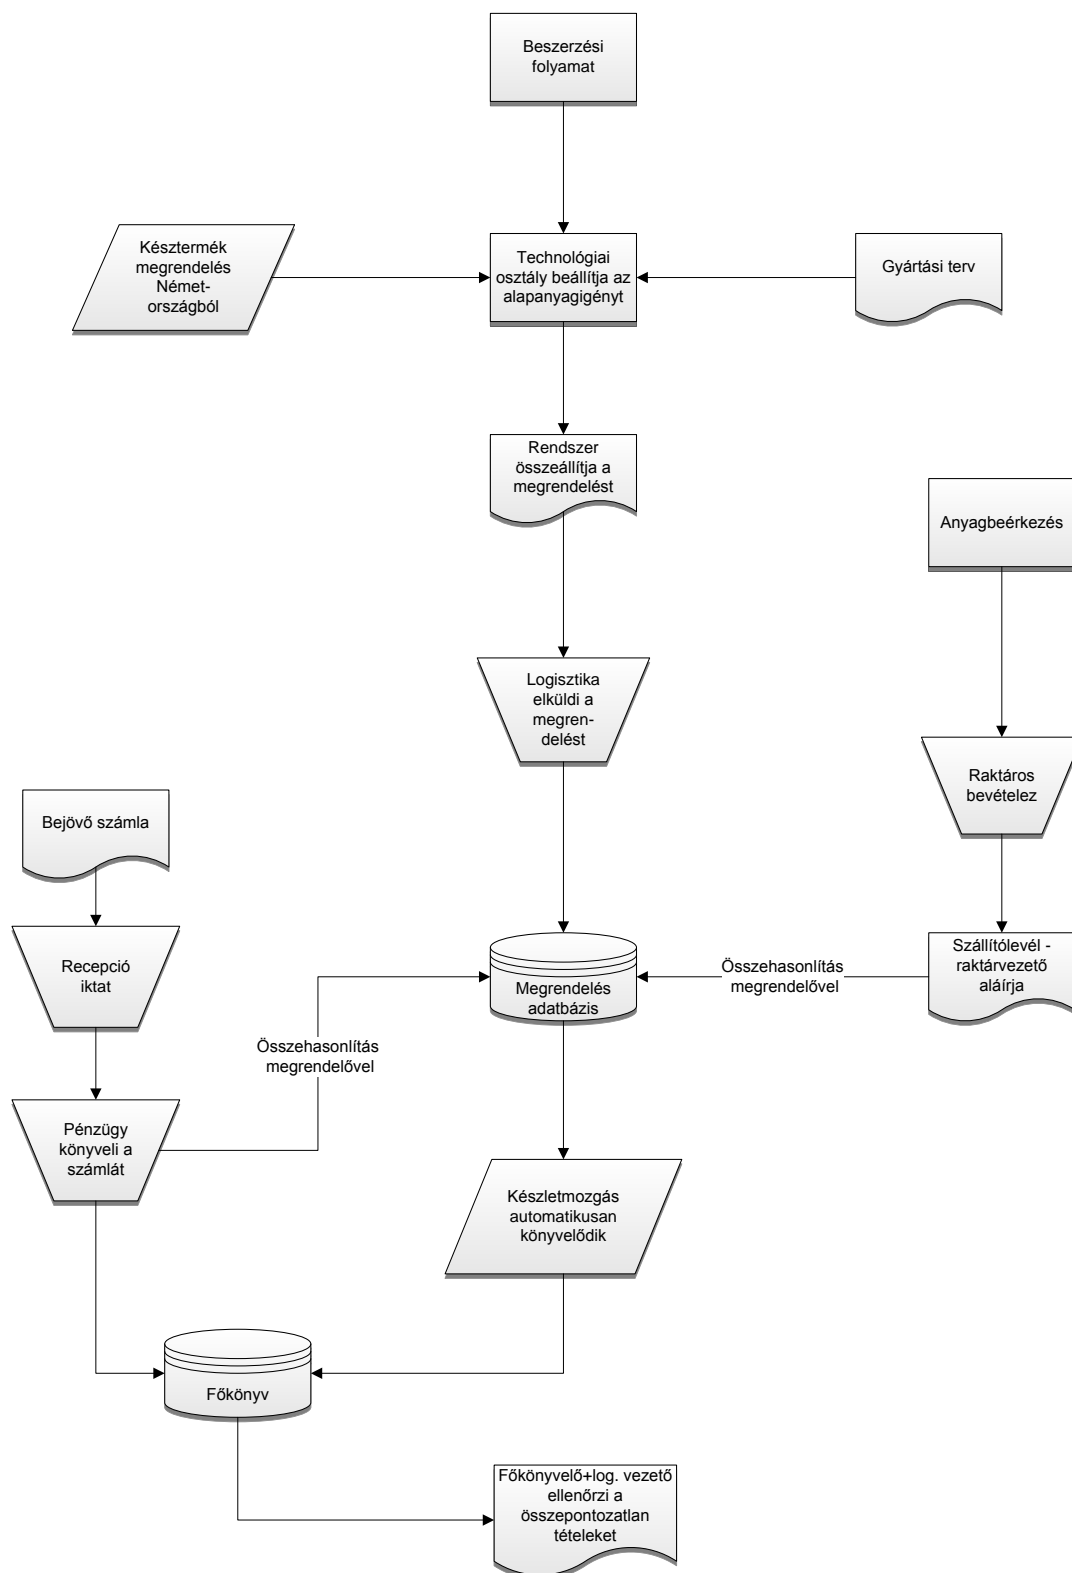 Beszerzési
folyamat
Késztermék
megrendelés
Német-
országból
Technológiai
osztály beállítja az
alapanyagigényt
Gyártási terv
Rendszer
összeállítja a
megrendelést
Anyagbeérkezés
Logisztika
elküldi a
megren-
delést
Raktáros
bevételez
Bejövő számla
Recepció
iktat
Megrendelés
adatbázis
Összehasonlítás
megrendelővel
Szállítólevél -
raktárvezető
aláírja
Összehasonlítás
megrendelővel
Pénzügy
könyveli a
számlát
Készletmozgás
automatikusan
könyvelődik
Főkönyv
Főkönyvelő+log. vezető
ellenőrzi a
összepontozatlan
tételeket